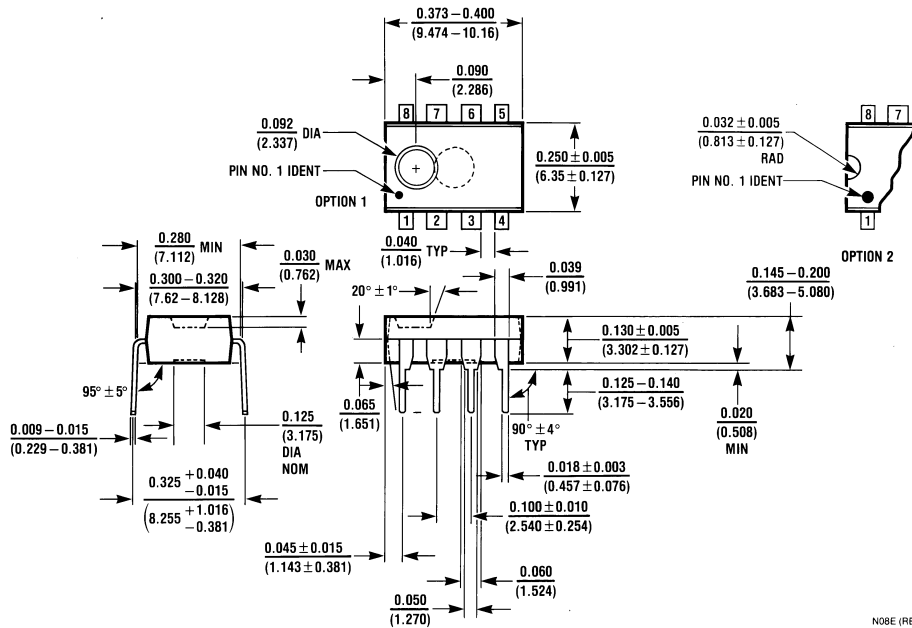 0.373 – 0.400
(9.474 – 10.16)
0.090
(2.286)
8 7 6 5
0.092 DIA
(2.337)
PIN NO. 1 IDENT
OPTION 1
1 2 3 4
0.250 ± 0.005
(6.35 ± 0.127)
8 7
0.032 ± 0.005
(0.813 ± 0.127)
RAD
PIN NO. 1 IDENT
1
OPTION 2
0.280 MIN
(7.112)
0.300 – 0.320
(7.62 – 8.128)
0.030 MAX
(0.762)
0.040 TYP
(1.016)
0.039
(0.991)
20° ± 1°
0.145 – 0.200
(3.683 – 5.080)
0.130 ± 0.005
(3.302 ± 0.127)
0.125 – 0.140
(3.175 – 3.556)
0.020
(0.508)
MIN
95° ± 5°
0.009 – 0.015
(0.229 – 0.381)
0.125
(3.175)
DIA
NOM
0.065
(1.651)
90° ± 4°
TYP
0.325 +0.040
–0.015
(8.255 +1.016
–0.381)
0.018 ± 0.003
(0.457 ± 0.076)
0.100 ± 0.010
(2.540 ± 0.254)
0.045 ± 0.015
(1.143 ± 0.381)
0.060
(1.524)
0.050
(1.270)
N08E (RE